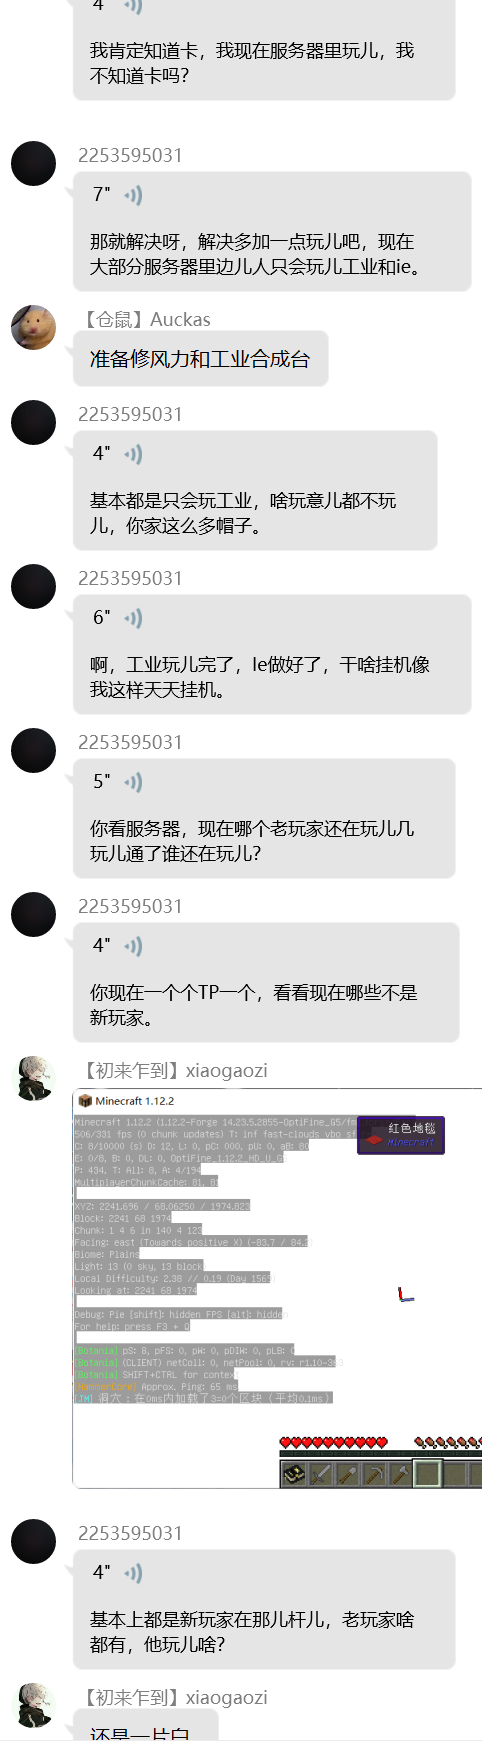 4"
我肯定知道卡，我现在服务器里玩儿，我
不知道卡吗？
2253595031
7"
那就解决呀，解决多加一点玩儿吧，现在
大部分服务器里边儿人只会玩儿工业和ie。
【仓鼠】Auckas
准备修风力和工业合成台
2253595031
4"
基本都是只会玩工业，啥玩意儿都不玩
儿，你家这么多帽子。
2253595031
6"
啊，工业玩儿完了，Ie做好了，干啥挂机像
我这样天天挂机。
2253595031
5"
你看服务器，现在哪个老玩家还在玩儿几
玩儿通了谁还在玩儿？
2253595031
4"
你现在一个个TP一个，看看现在哪些不是
新玩家。
【初来乍到】xiaogaozi
Minecraft 1.12.2
Minecraft 1.12.2 (1.12.2-Forge 14.23.5.2855-OptiFine_G5/fm
506/331 fps (0 chunk updates) T: inf fast-clouds vbo
C: 8/10000 (s) D: 12, L: 0, pC: 000, pU: 0, aB: 80
E: 0/8, B: 0, DL: 0, OptiFine_1.12.2_HD_U_G5
P: 434. T: All: 8, A: 4/194
MultiplayerChunkCache: 81, 81
红色地毯
Minecraft
XYZ: 2241.696 / 68.06250 / 1974.823
Block: 2241 68 1974
Chunk: 1 4 6 in 140 4 123
Facing: east (Towards positive X) (-83.7 / 84.
Biome: Plains
Light: 13 (0 sky, 13 block)
Local Difficulty: 2.38 // 0.19 (Day 156
Looking at: 2241 68 1974
Debug: Pie [shift]: hidden FPS [alt]: hidden
For help: press F3 + Q
[Botania] pS: 8, pFS: 0, pW: 0, pDIW: 0, pLB: 0
[Botania] (CLIENT) netColl: 0, netPool: 0, rv: r1.10-363
[Botania] SHIFT+CTRL for contex
Approx. Ping: 65 ms
洞穴：在0ms内加载了3=0个区块（平均0.1ms）
2253595031
4"
基本上都是新玩家在那儿杆儿，老玩家啥
都有，他玩儿啥？
【初来乍到】xiaogaozi
还是一片白